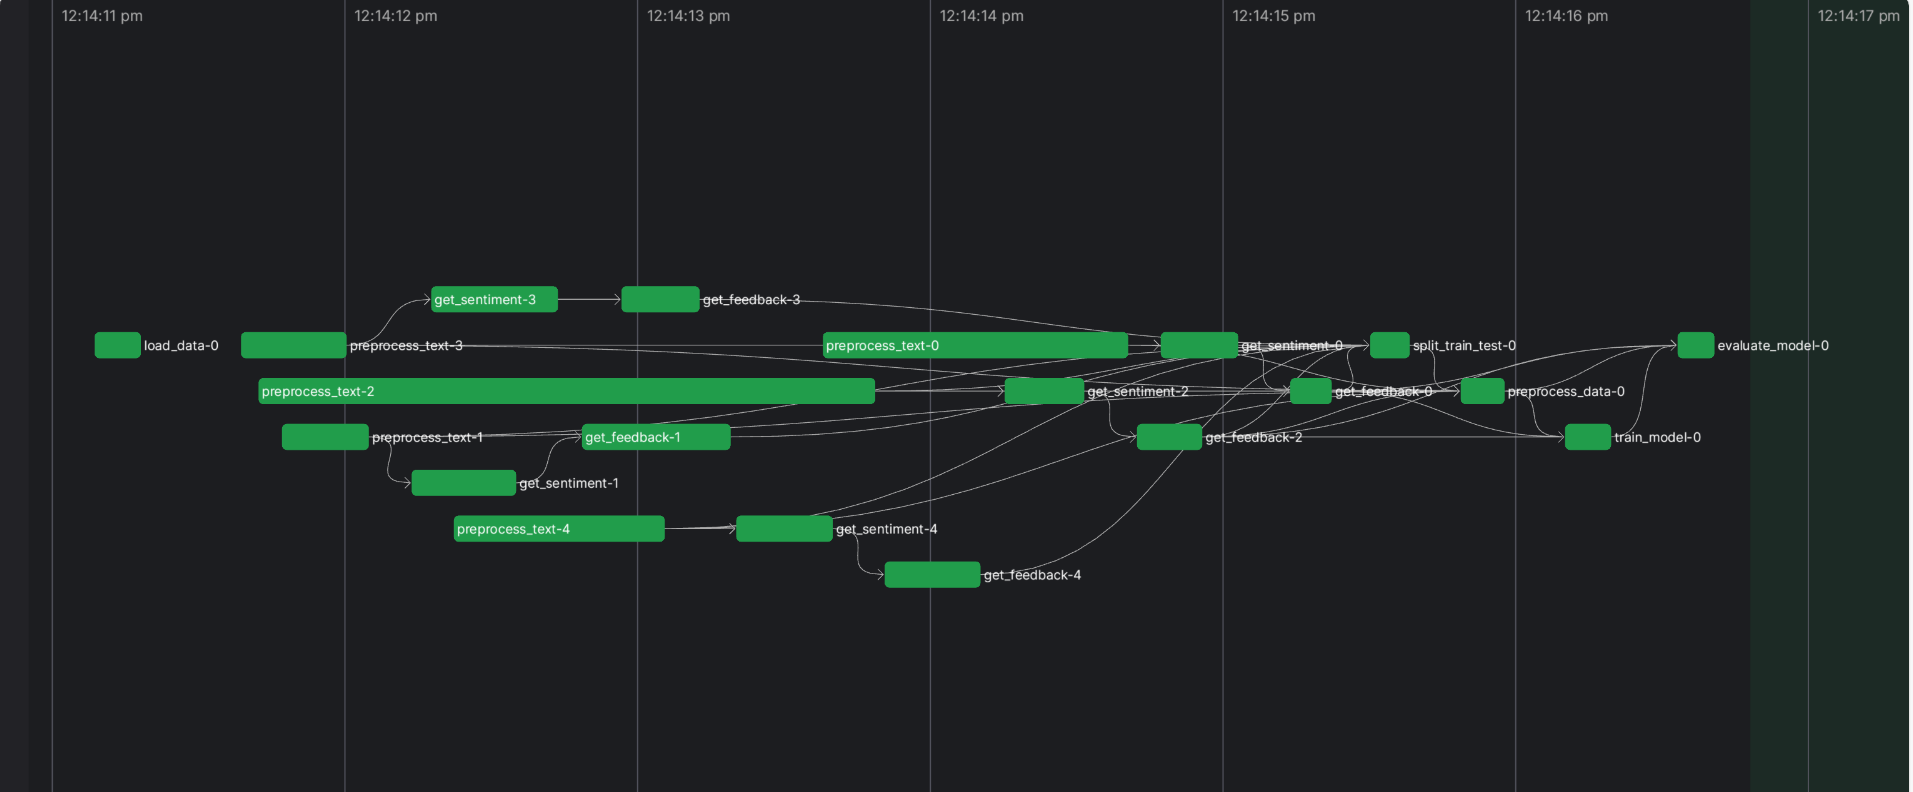 12:14:11 pm
12:14:12 pm
12:14:13 pm
12:14:14 pm
12:14:15 pm
12:14:16 pm
12:14:17 pm
get_sentiment-3
get_feedback-3
load_data-0
preprocess_text-3
preprocess_text-0
get_sentiment-0
split_train_test-0
evaluate_model-0
preprocess_text-2
get_sentiment-2
get_feedback-0
preprocess_data-0
preprocess_text-1
get_feedback-1
get_feedback-2
train_model-0
get_sentiment-1
preprocess_text-4
get_sentiment-4
get_feedback-4